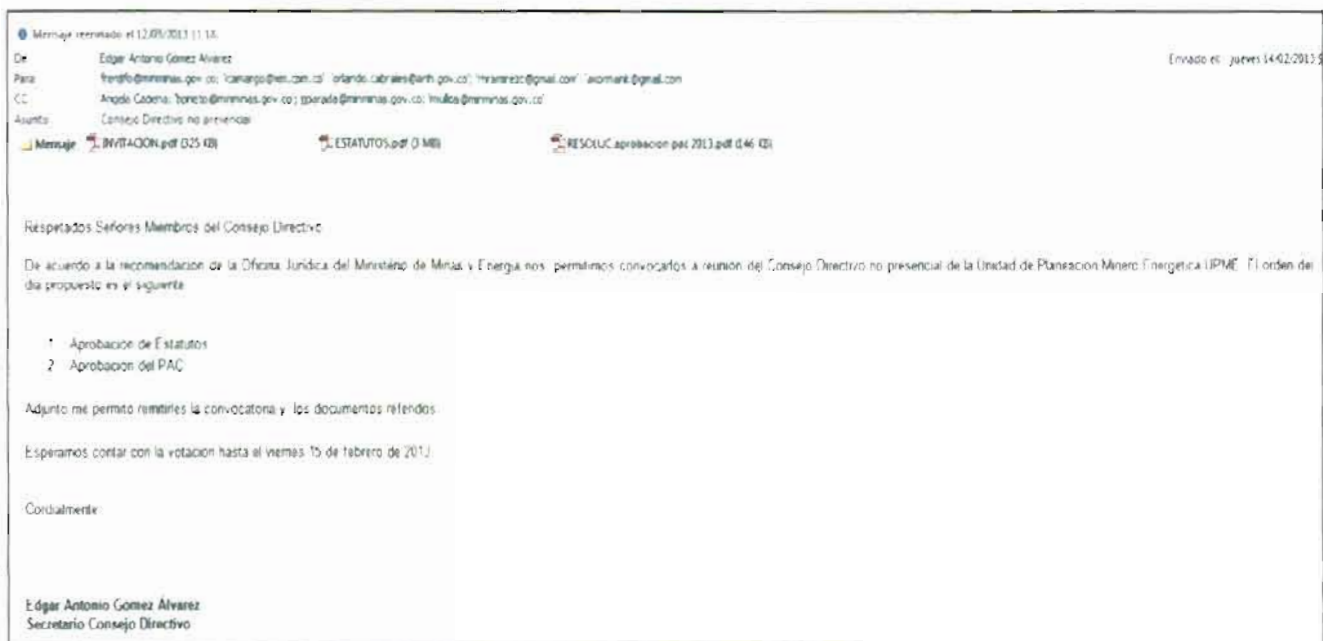 Mensaje reenviado el 12/03/2013 11:18.
De Edgar Antonio Gomez Alvarez Enviado el: jueves 14/02/2013
Para
CC Angela Cadena;
Asunto Consejo Directivo no presencial
Mensaje INVITACION.pdf (325 KB) ESTATUTOS.pdf (3 MB) RESOLUC aprobacion pac 2013.pdf (146 KB)
Respetados Señores Miembros del Consejo Directivo
De acuerdo a la recomendacion de la Oficina Juridica del Ministerio de Minas y Energia nos permitimos convocarlos a reunion del Consejo Directivo no presencial de la Unidad de Planeacion Minero Energetica UPME El orden del
dia propuesto es el siguiente
1 Aprobacion de Estatutos
2 Aprobacion del PAC
Adjunto me permito remitirles la convocatoria y los documentos referidos
Esperamos contar con la votacion hasta el viernes 15 de febrero de 2013
Cordialmente
Edgar Antonio Gomez Alvarez
Secretario Consejo Directivo